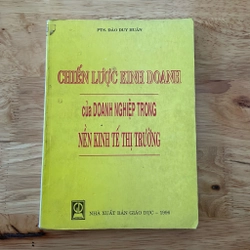 PTS. ĐÀO DUY HUÂN
CHIẾN LƯỢC KINH DOANH
của DOANH NGHIỆP TRONG
NỀN KINH TẾ THỊ TRƯỜNG
NHÀ XUẤT BẢN GIÁO DỤC - 1996